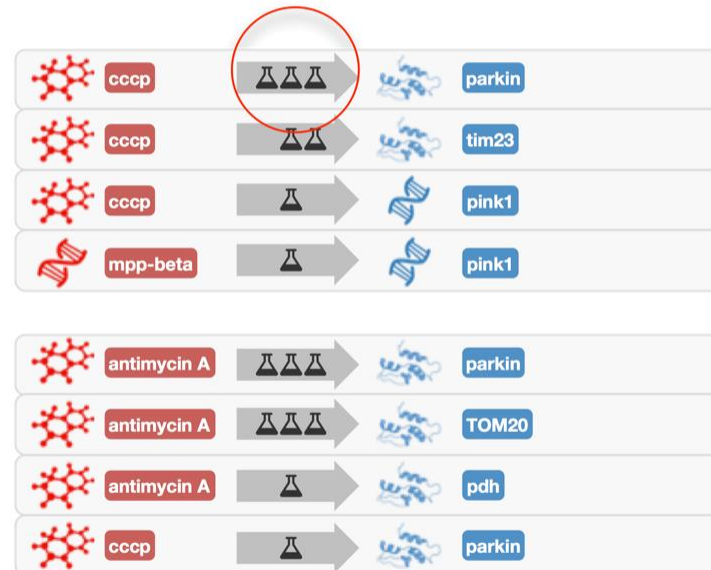 cccp parkin
cccp tim23
cccp pink1
mpp-beta pink1
antimycin A parkin
antimycin A TOM20
antimycin A pdh
cccp parkin